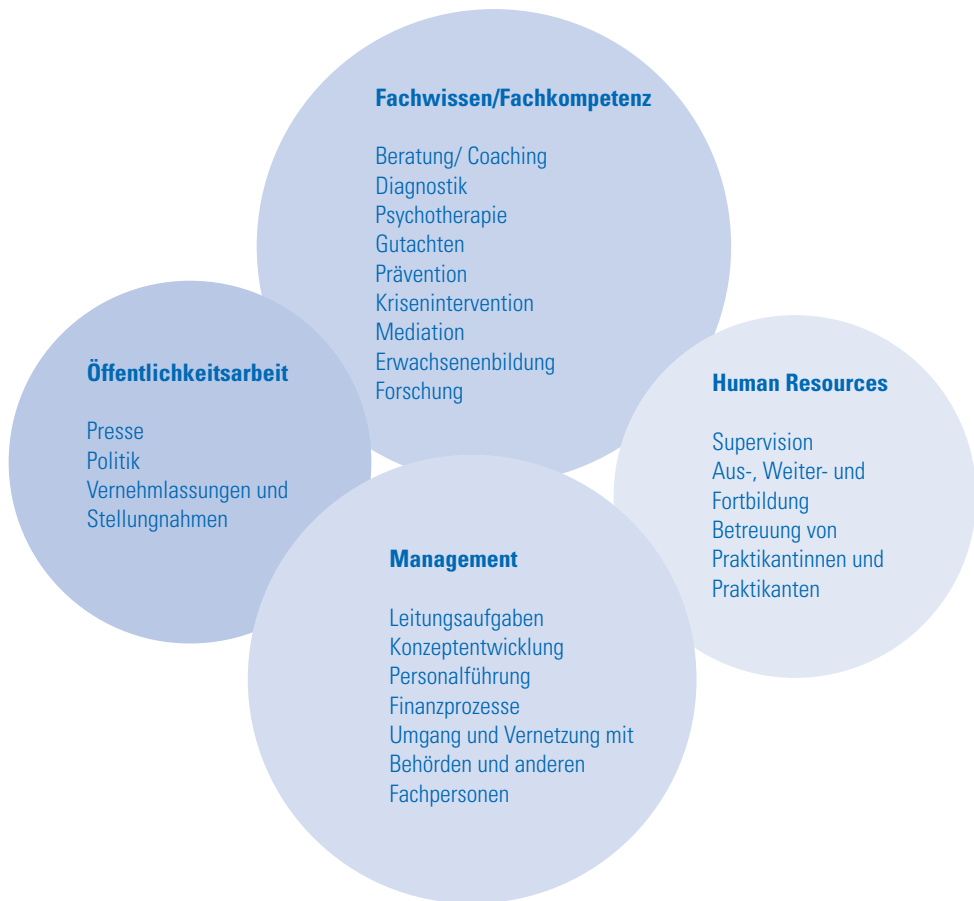 Fachwissen/Fachkompetenz
Beratung/ Coaching
Diagnostik
Psychotherapie
Gutachten
Prävention
Krisenintervention
Mediation
Erwachsenenbildung
Forschung
Öffentlichkeitsarbeit
Presse
Politik
Vernehmlassungen und
Stellungnahmen
Human Resources
Supervision
Aus-, Weiter- und
Fortbildung
Betreuung von
Praktikantinnen und
Praktikanten
Management
Leitungsaufgaben
Konzeptentwicklung
Personalführung
Finanzprozesse
Umgang und Vernetzung mit
Behörden und anderen
Fachpersonen